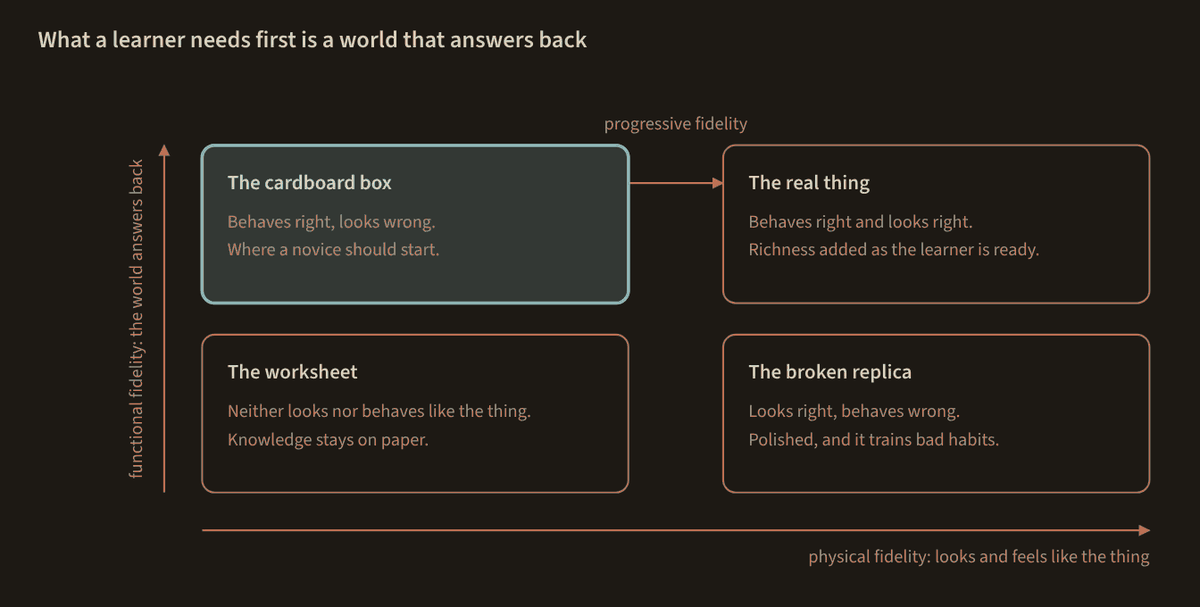 What a learner needs first is a world that answers back
progressive fidelity
functional fidelity: the world answers back
The cardboard box
Behaves right, looks wrong.
Where a novice should start.
The real thing
Behaves right and looks right.
Richness added as the learner is ready.
The worksheet
Neither looks nor behaves like the thing.
Knowledge stays on paper.
The broken replica
Looks right, behaves wrong.
Polished, and it trains bad habits.
physical fidelity: looks and feels like the thing